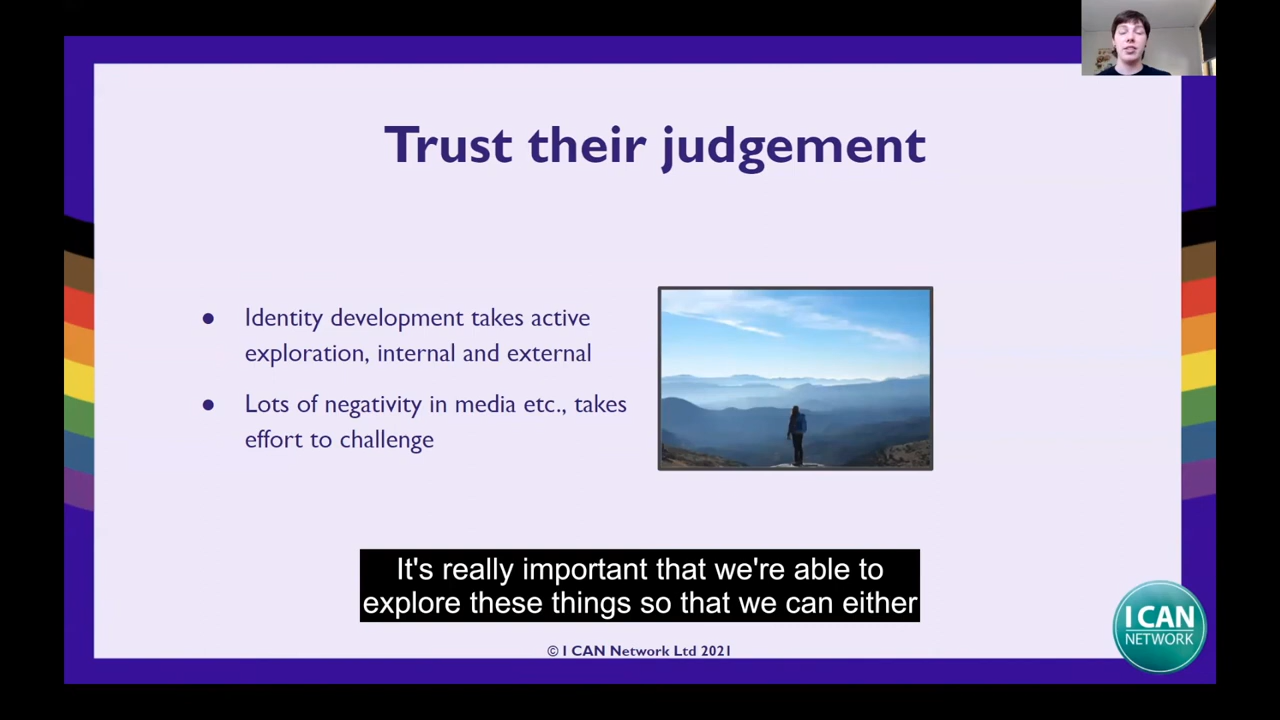 Trust their judgement
● Identity development takes active
exploration, internal and external
● Lots of negativity in media etc., takes
effort to challenge
It's really important that we're able to
explore these things so that we can either
© I CAN Network Ltd 2021
I CAN
NETWORK